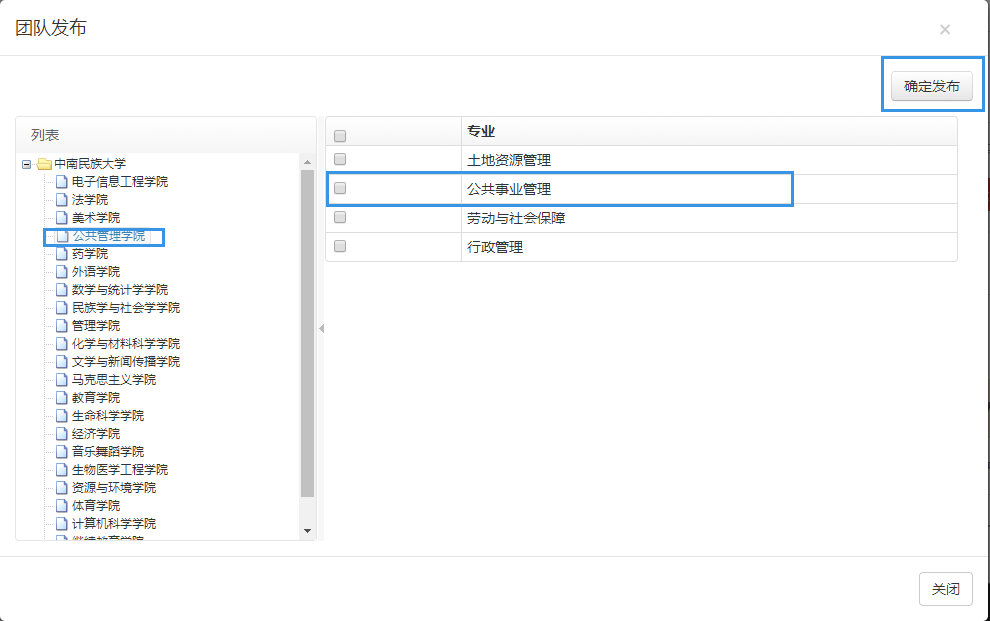 团队发布
×
确定发布
列表
中南民族大学
电子信息工程学院
法学院
美术学院
公共管理学院
药学院
外语学院
数学与统计学学院
民族学与社会学学院
管理学院
化学与材料科学学院
文学与新闻传播学院
马克思主义学院
教育学院
生命科学学院
经济学院
音乐舞蹈学院
生物医学工程学院
资源与环境学院
体育学院
计算机科学学院
继续教育学院
专业
土地资源管理
公共事业管理
劳动与社会保障
行政管理
关闭